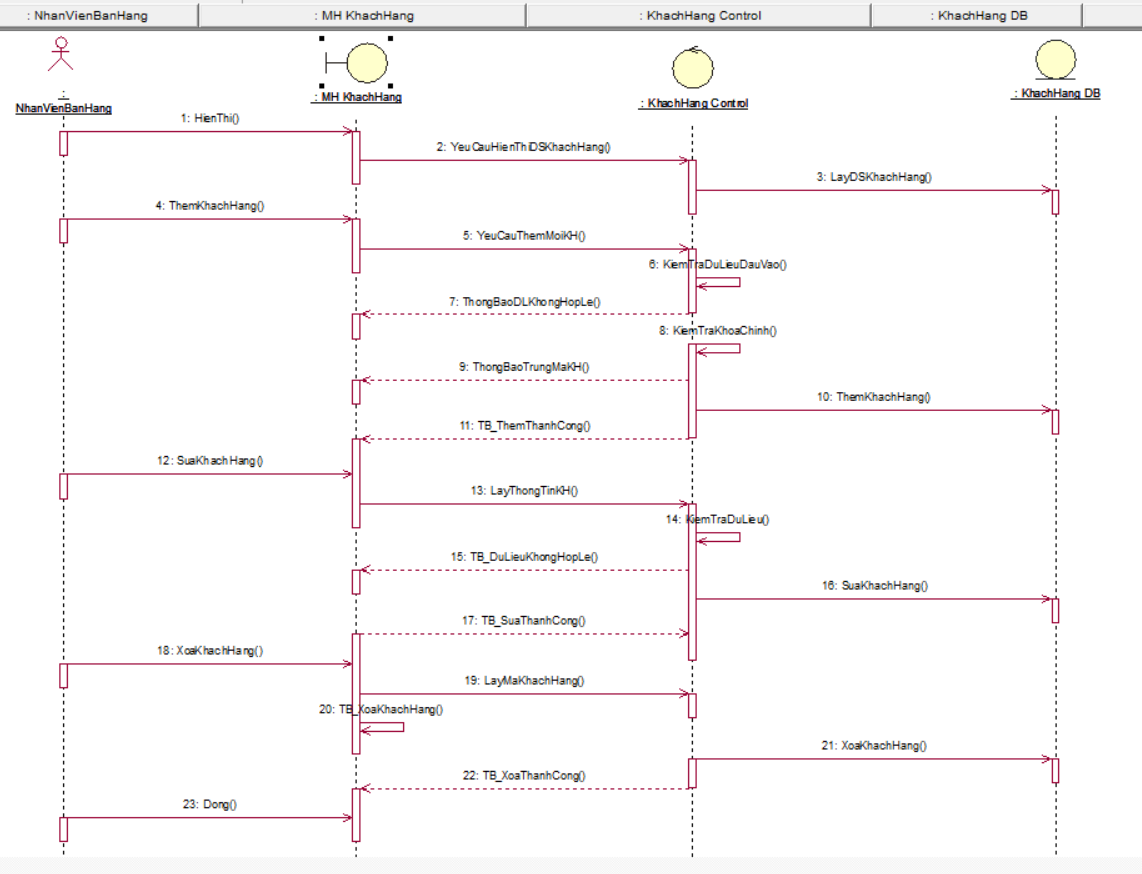 : NhanVienBanHang
: MH KhachHang
: KhachHang Control
: KhachHang DB
:
NhanVienBanHang
: MH KhachHang
: KhachHang Control
: KhachHang DB
1: HienThi()
2: YeuCauHienThiDSKhachHang()
3: LayDSKhachHang()
4: ThemKhachHang()
5: YeuCauThemMoiKH()
6: KiemTraDuLieuDauVao()
7: ThongBaoDLKhongHopLe()
8: KiemTraKhoaChinh()
9: ThongBaoTrungMaKH()
10: ThemKhachHang()
11: TB_ThemThanhCong()
12: SuaKhachHang()
13: LayThongTinKH()
14: KiemTraDuLieu()
15: TB_DuLieuKhongHopLe()
16: SuaKhachHang()
17: TB_SuaThanhCong()
18: XoaKhachHang()
19: LayMaKhachHang()
20: TB_XoaKhachHang()
21: XoaKhachHang()
22: TB_XoaThanhCong()
23: Dong()